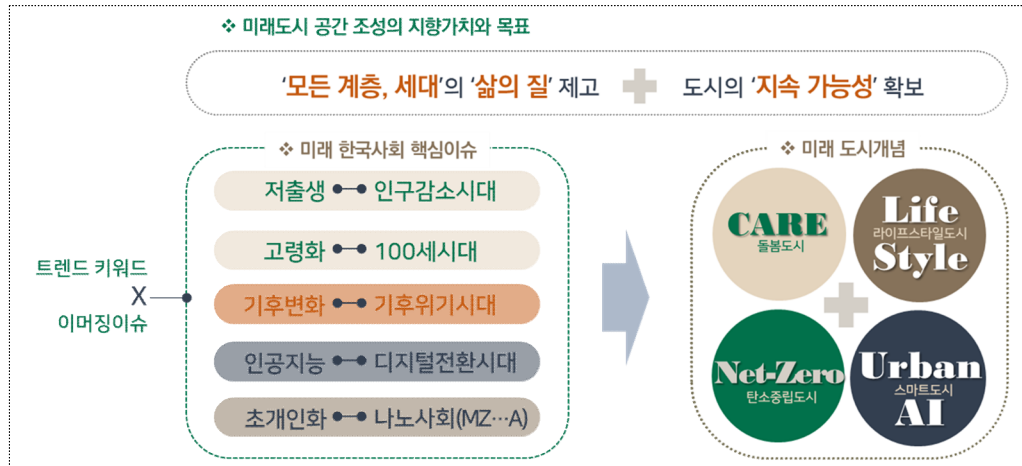 ❖ 미래도시 공간 조성의 지향가치와 목표
‘모든 계층, 세대’의 ‘삶의 질’ 제고
도시의 ‘지속 가능성’ 확보
❖ 미래 한국사회 핵심이슈
저출생 인구감소시대
고령화 100세시대
기후변화 기후위기시대
인공지능 디지털전환시대
초개인화 나노사회(MZ…A)
트렌드 키워드
X
이머징이슈
❖ 미래 도시개념
CARE
돌봄도시
Life
라이프스타일도시
Style
Net-Zero
탄소중립도시
Urban
스마트도시
AI